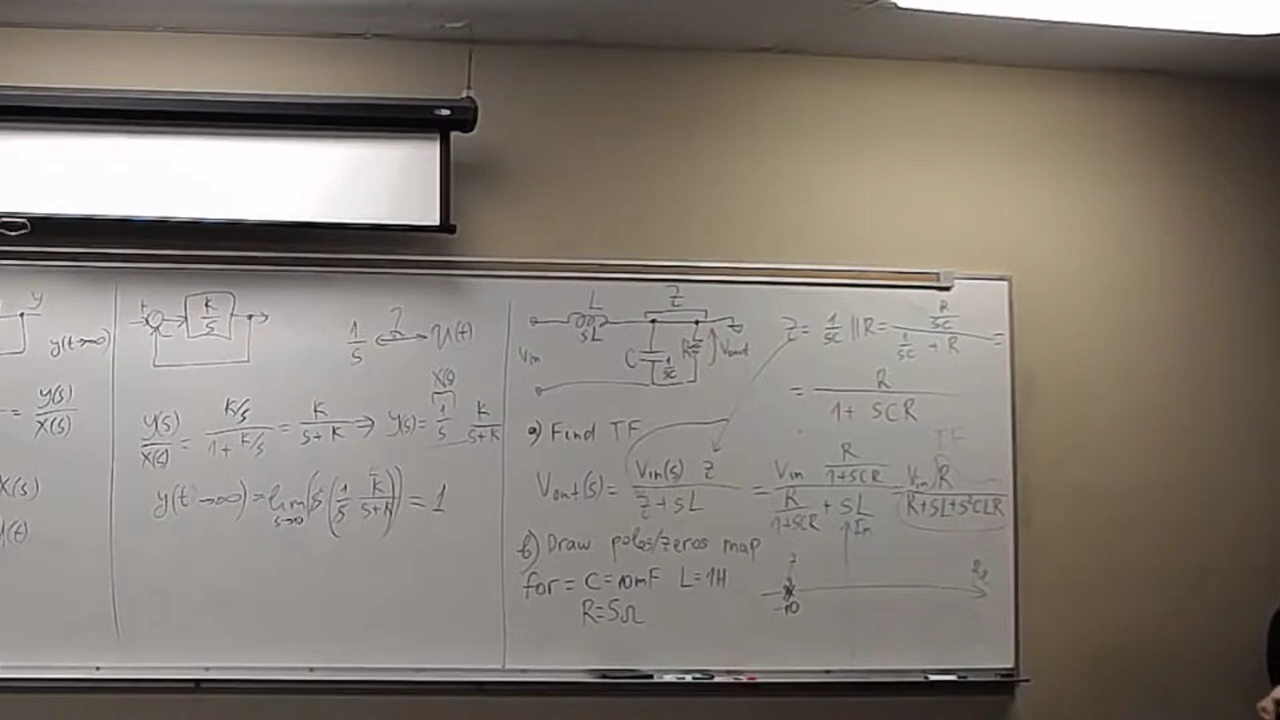 y
y(t→∞)
= y(s)/X(s)
X(s)
K/s
1/s ←?→ u(t)
X(s)
y(s)/X(s) = (K/s)/(1 + K/s) = K/(s+K) ⇒ y(s) = 1/s K/(s+K)
y(t→∞) = lim s→0 (s(1/s K/(s+K))) = 1
L
sL
Z
Vin
C
1/sC
R
Vout
Z = 1/sC || R = (R/sC)/(1/sC + R) =
= R/(1 + SCR)
a) Find TF
TF
Vout(s) = Vin(s) Z/(Z + sL) = (Vin R/(1+SCR))/(R/(1+SCR) + sL) = Vin R/(R+sL+s²CLR)
b) Draw poles/zeros map
for = C=10mF L=1H
R=5Ω
Im
Re
2
-10